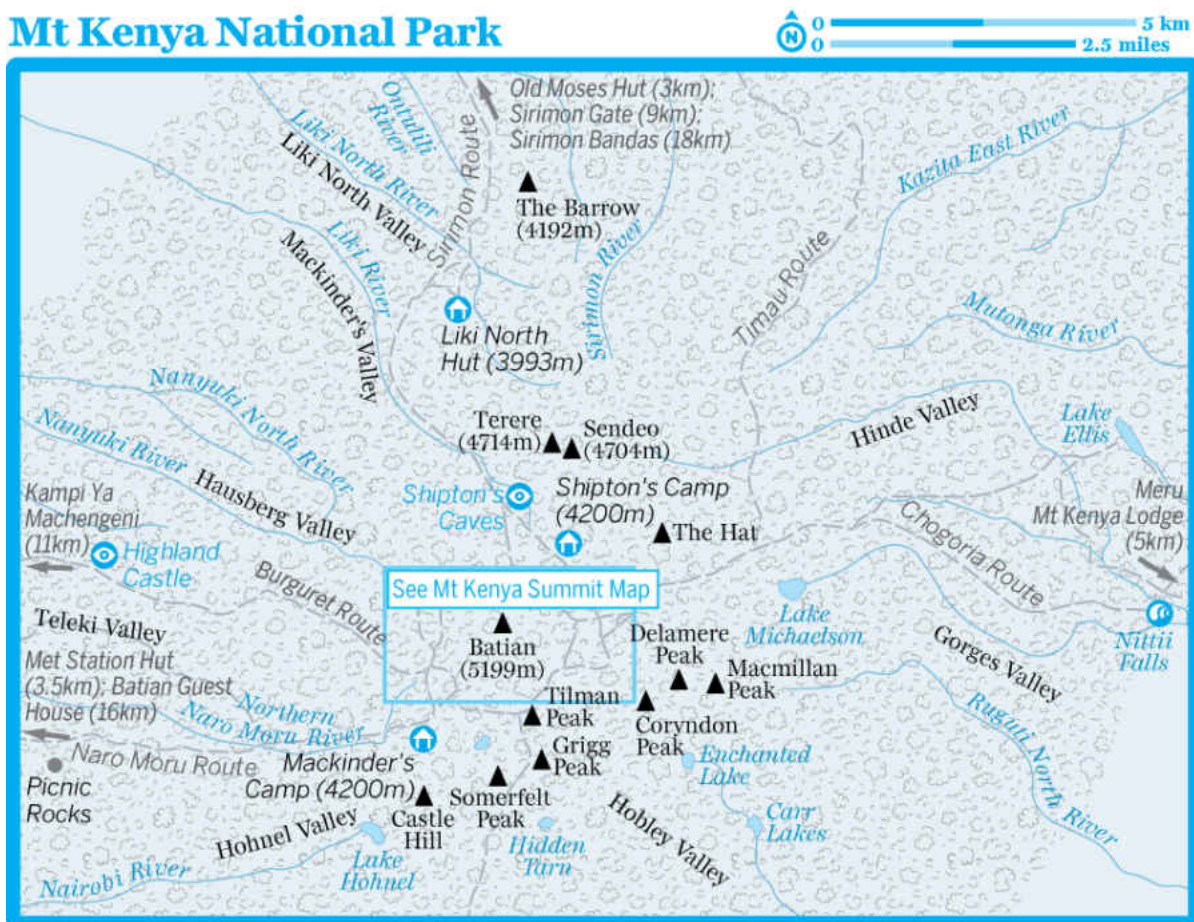 Mt Kenya National Park
0 5 km
N
0 2.5 miles
Old Moses Hut (3km);
Sirimon Gate (9km);
Sirimon Bandas (18km)
Ontulili
River
Liki North River
Liki North Valley
Sirimon Route
The Barrow
(4192m)
Kazita East River
Liki River
Mackinder's Valley
Sirimon River
Timau Route
Liki North
Hut (3993m)
Mutonga River
Nanyuki North River
Nanyuki River
Hausberg Valley
Terere
(4714m)
Sendeo
(4704m)
Hinde Valley
Lake
Ellis
Kampi Ya
Machengeni
(11km)
Highland
Castle
Shipton's
Caves
Shipton's Camp
(4200m)
The Hat
Chogoria Route
Meru
Mt Kenya Lodge
(5km)
Burguret Route
See Mt Kenya Summit Map
Lake
Michaelson
Nittii
Falls
Teleki Valley
Batian
(5199m)
Delamere
Peak
Macmillan
Peak
Gorges Valley
Met Station Hut
(3.5km); Batian Guest
House (16km)
Northern
Naro Moru River
Tilman
Peak
Coryndon
Peak
Ruguti North River
Naro Moru Route
Mackinder's
Camp (4200m)
Grigg
Peak
Enchanted
Lake
Picnic
Rocks
Castle
Hill
Somerfelt
Peak
Hobley Valley
Carr
Lakes
Hohnel Valley
Lake
Hohnel
Hidden
Tarn
Nairobi River